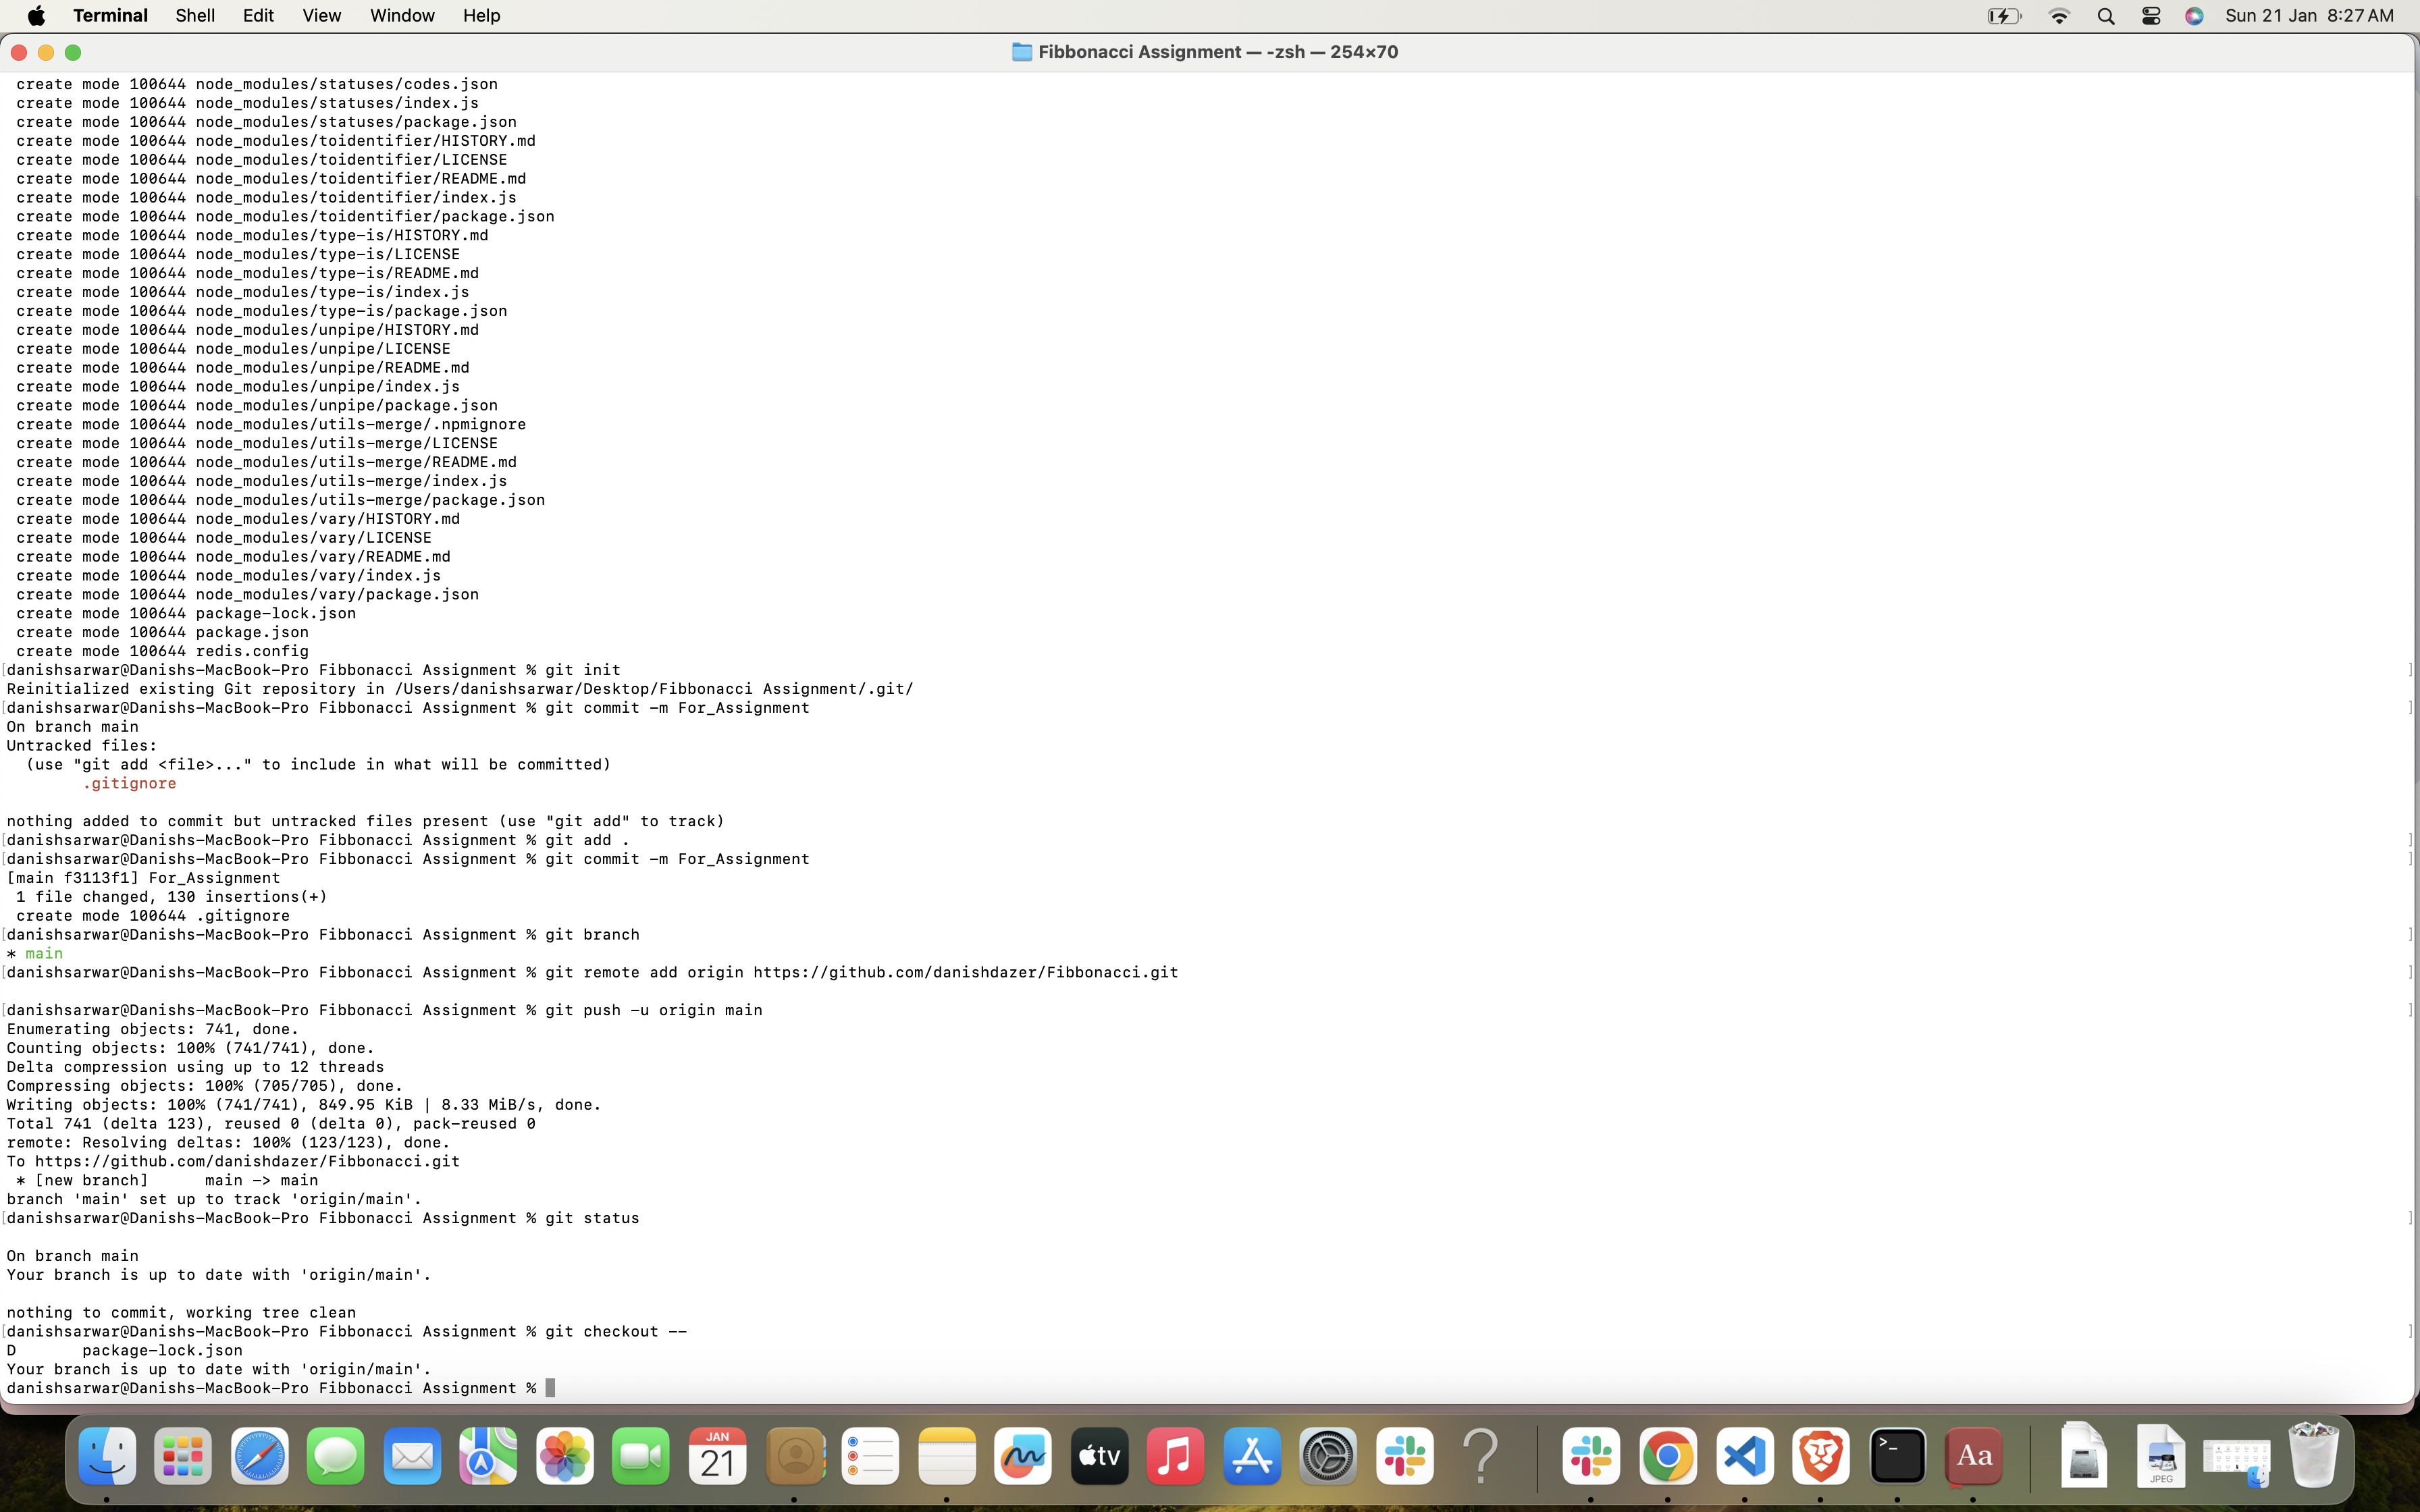 Terminal Shell Edit View Window Help Sun 21 Jan 8:27 AM
Fibbonacci Assignment — -zsh — 254×70
create mode 100644 node_modules/statuses/codes.json
create mode 100644 node_modules/statuses/index.js
create mode 100644 node_modules/statuses/package.json
create mode 100644 node_modules/toidentifier/HISTORY.md
create mode 100644 node_modules/toidentifier/LICENSE
create mode 100644 node_modules/toidentifier/README.md
create mode 100644 node_modules/toidentifier/index.js
create mode 100644 node_modules/toidentifier/package.json
create mode 100644 node_modules/type-is/HISTORY.md
create mode 100644 node_modules/type-is/LICENSE
create mode 100644 node_modules/type-is/README.md
create mode 100644 node_modules/type-is/index.js
create mode 100644 node_modules/type-is/package.json
create mode 100644 node_modules/unpipe/HISTORY.md
create mode 100644 node_modules/unpipe/LICENSE
create mode 100644 node_modules/unpipe/README.md
create mode 100644 node_modules/unpipe/index.js
create mode 100644 node_modules/unpipe/package.json
create mode 100644 node_modules/utils-merge/.npmignore
create mode 100644 node_modules/utils-merge/LICENSE
create mode 100644 node_modules/utils-merge/README.md
create mode 100644 node_modules/utils-merge/index.js
create mode 100644 node_modules/utils-merge/package.json
create mode 100644 node_modules/vary/HISTORY.md
create mode 100644 node_modules/vary/LICENSE
create mode 100644 node_modules/vary/README.md
create mode 100644 node_modules/vary/index.js
create mode 100644 node_modules/vary/package.json
create mode 100644 package-lock.json
create mode 100644 package.json
create mode 100644 redis.config
[danishsarwar@Danishs-MacBook-Pro Fibbonacci Assignment % git init ]
Reinitialized existing Git repository in /Users/danishsarwar/Desktop/Fibbonacci Assignment/.git/
[danishsarwar@Danishs-MacBook-Pro Fibbonacci Assignment % git commit -m For_Assignment ]
On branch main
Untracked files:
(use "git add <file>..." to include in what will be committed)
.gitignore
nothing added to commit but untracked files present (use "git add" to track)
[danishsarwar@Danishs-MacBook-Pro Fibbonacci Assignment % git add . ]
[danishsarwar@Danishs-MacBook-Pro Fibbonacci Assignment % git commit -m For_Assignment ]
[main f3113f1] For_Assignment
1 file changed, 130 insertions(+)
create mode 100644 .gitignore
[danishsarwar@Danishs-MacBook-Pro Fibbonacci Assignment % git branch ]
* main
[danishsarwar@Danishs-MacBook-Pro Fibbonacci Assignment % git remote add origin https://github.com/danishdazer/Fibbonacci.git ]
[danishsarwar@Danishs-MacBook-Pro Fibbonacci Assignment % git push -u origin main ]
Enumerating objects: 741, done.
Counting objects: 100% (741/741), done.
Delta compression using up to 12 threads
Compressing objects: 100% (705/705), done.
Writing objects: 100% (741/741), 849.95 KiB | 8.33 MiB/s, done.
Total 741 (delta 123), reused 0 (delta 0), pack-reused 0
remote: Resolving deltas: 100% (123/123), done.
To https://github.com/danishdazer/Fibbonacci.git
* [new branch] main -> main
branch 'main' set up to track 'origin/main'.
[danishsarwar@Danishs-MacBook-Pro Fibbonacci Assignment % git status ]
On branch main
Your branch is up to date with 'origin/main'.
nothing to commit, working tree clean
[danishsarwar@Danishs-MacBook-Pro Fibbonacci Assignment % git checkout -- ]
D package-lock.json
Your branch is up to date with 'origin/main'.
danishsarwar@Danishs-MacBook-Pro Fibbonacci Assignment %
JAN
21
tv
?
>_
Aa
JPEG